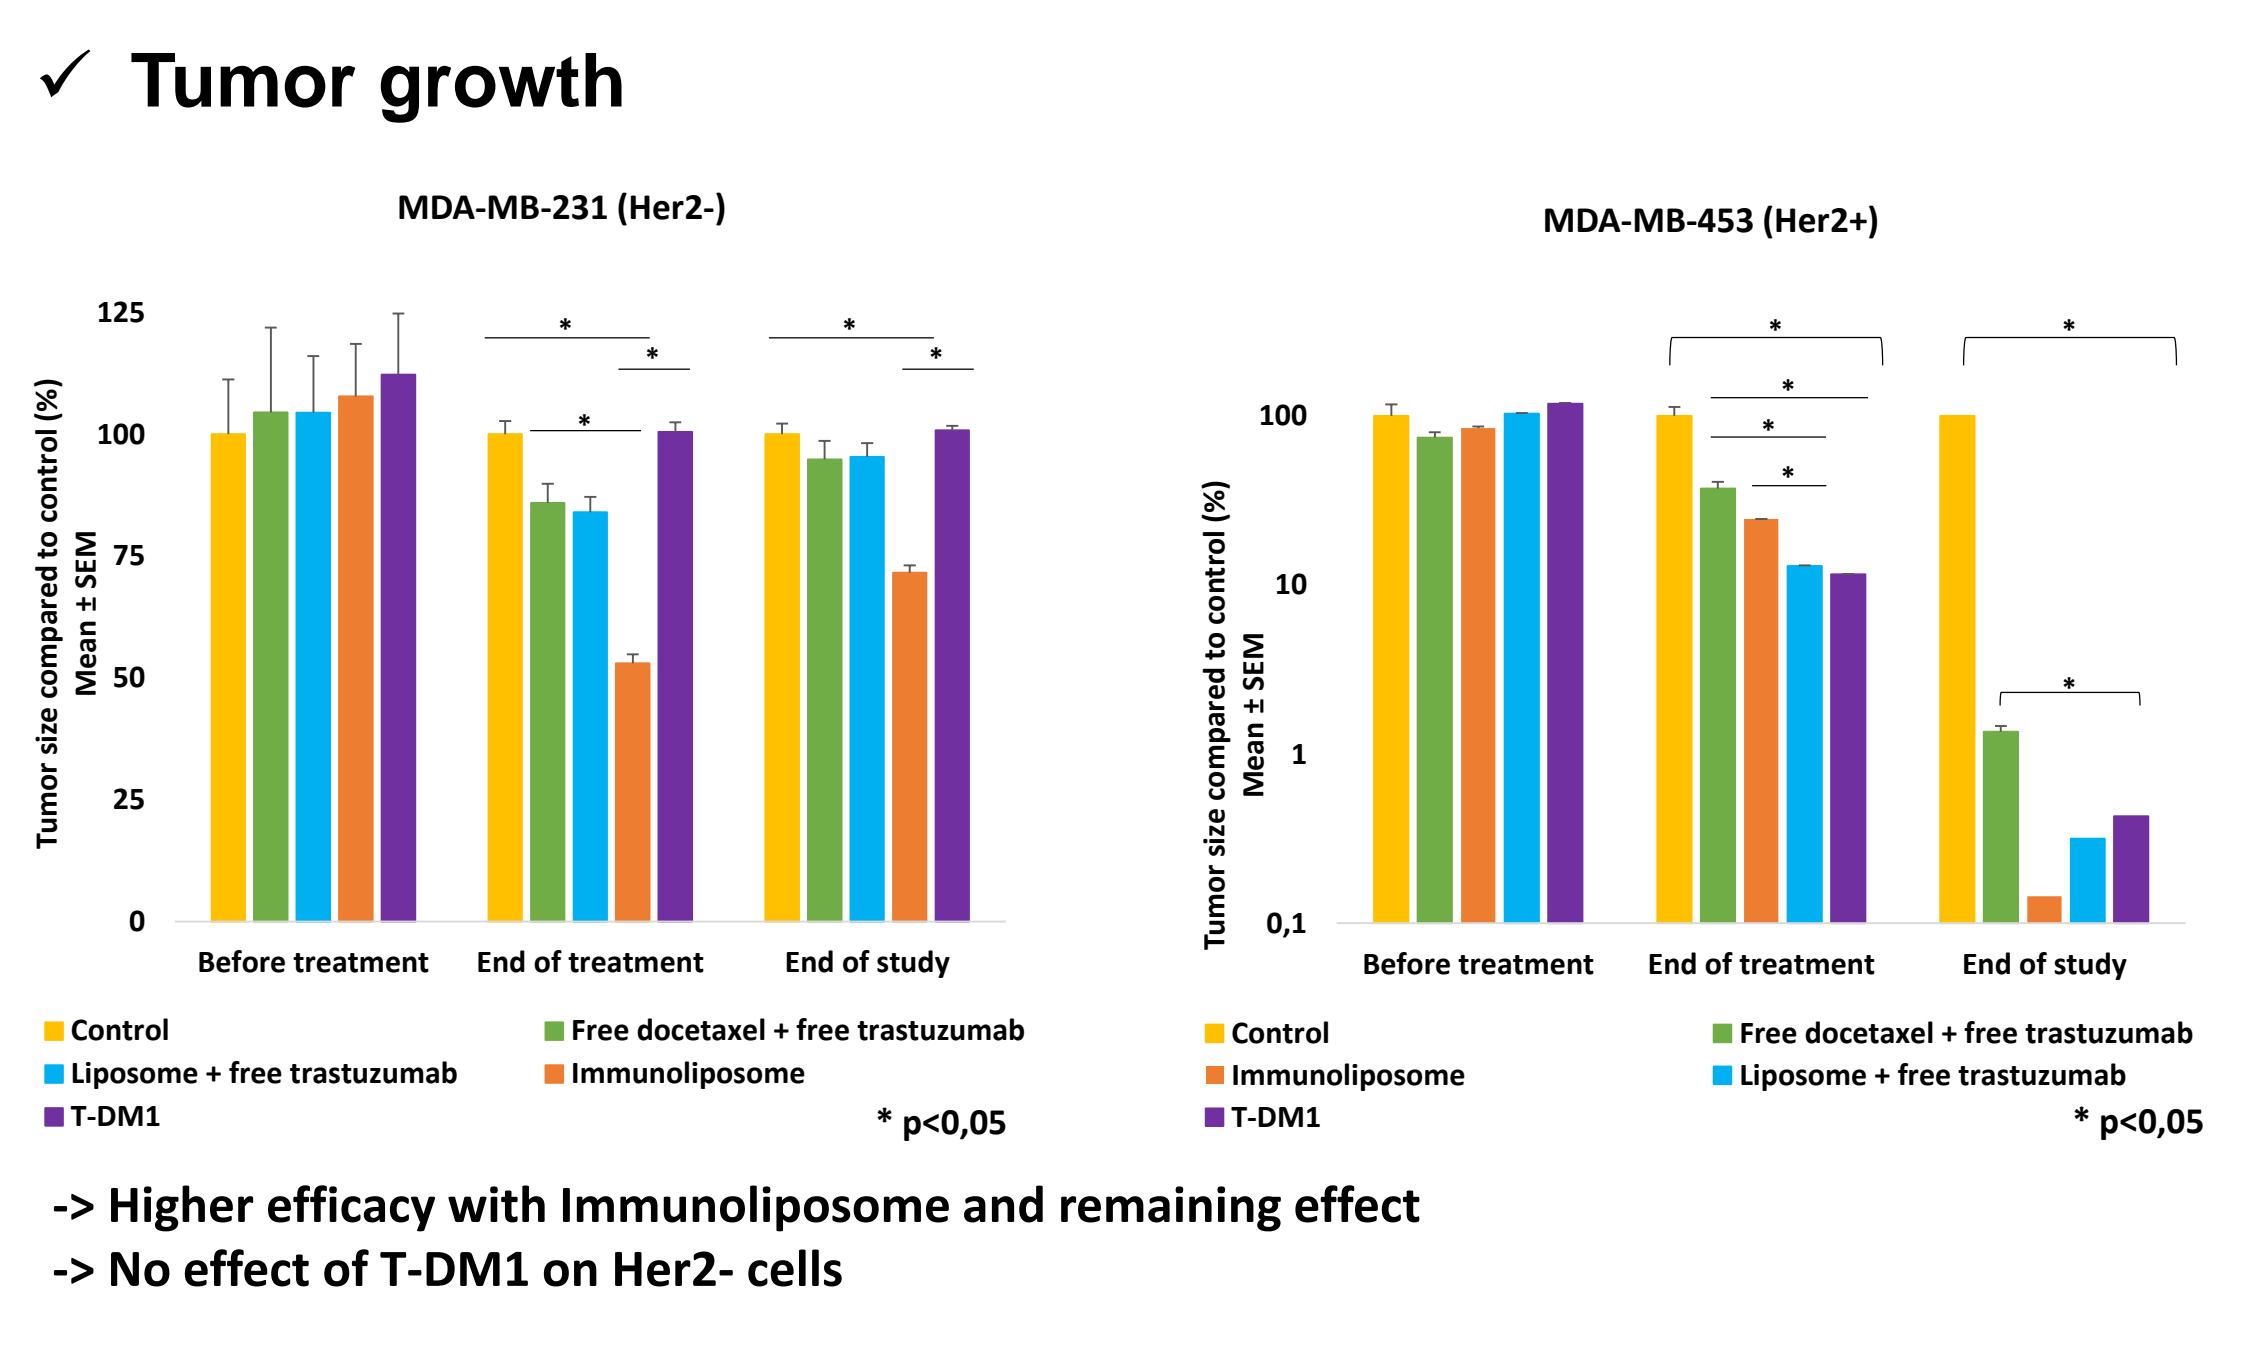 ✓ Tumor growth
MDA-MB-231 (Her2-)
Tumor size compared to control (%)
Mean ± SEM
125
100
75
50
25
0
*
*
*
*
*
Before treatment
End of treatment
End of study
Control
Free docetaxel + free trastuzumab
Liposome + free trastuzumab
Immunoliposome
T-DM1
* p<0,05
MDA-MB-453 (Her2+)
Tumor size compared to control (%)
Mean ± SEM
100
10
1
0,1
*
*
*
*
*
*
Before treatment
End of treatment
End of study
Control
Free docetaxel + free trastuzumab
Immunoliposome
Liposome + free trastuzumab
T-DM1
* p<0,05
-> Higher efficacy with Immunoliposome and remaining effect
-> No effect of T-DM1 on Her2- cells